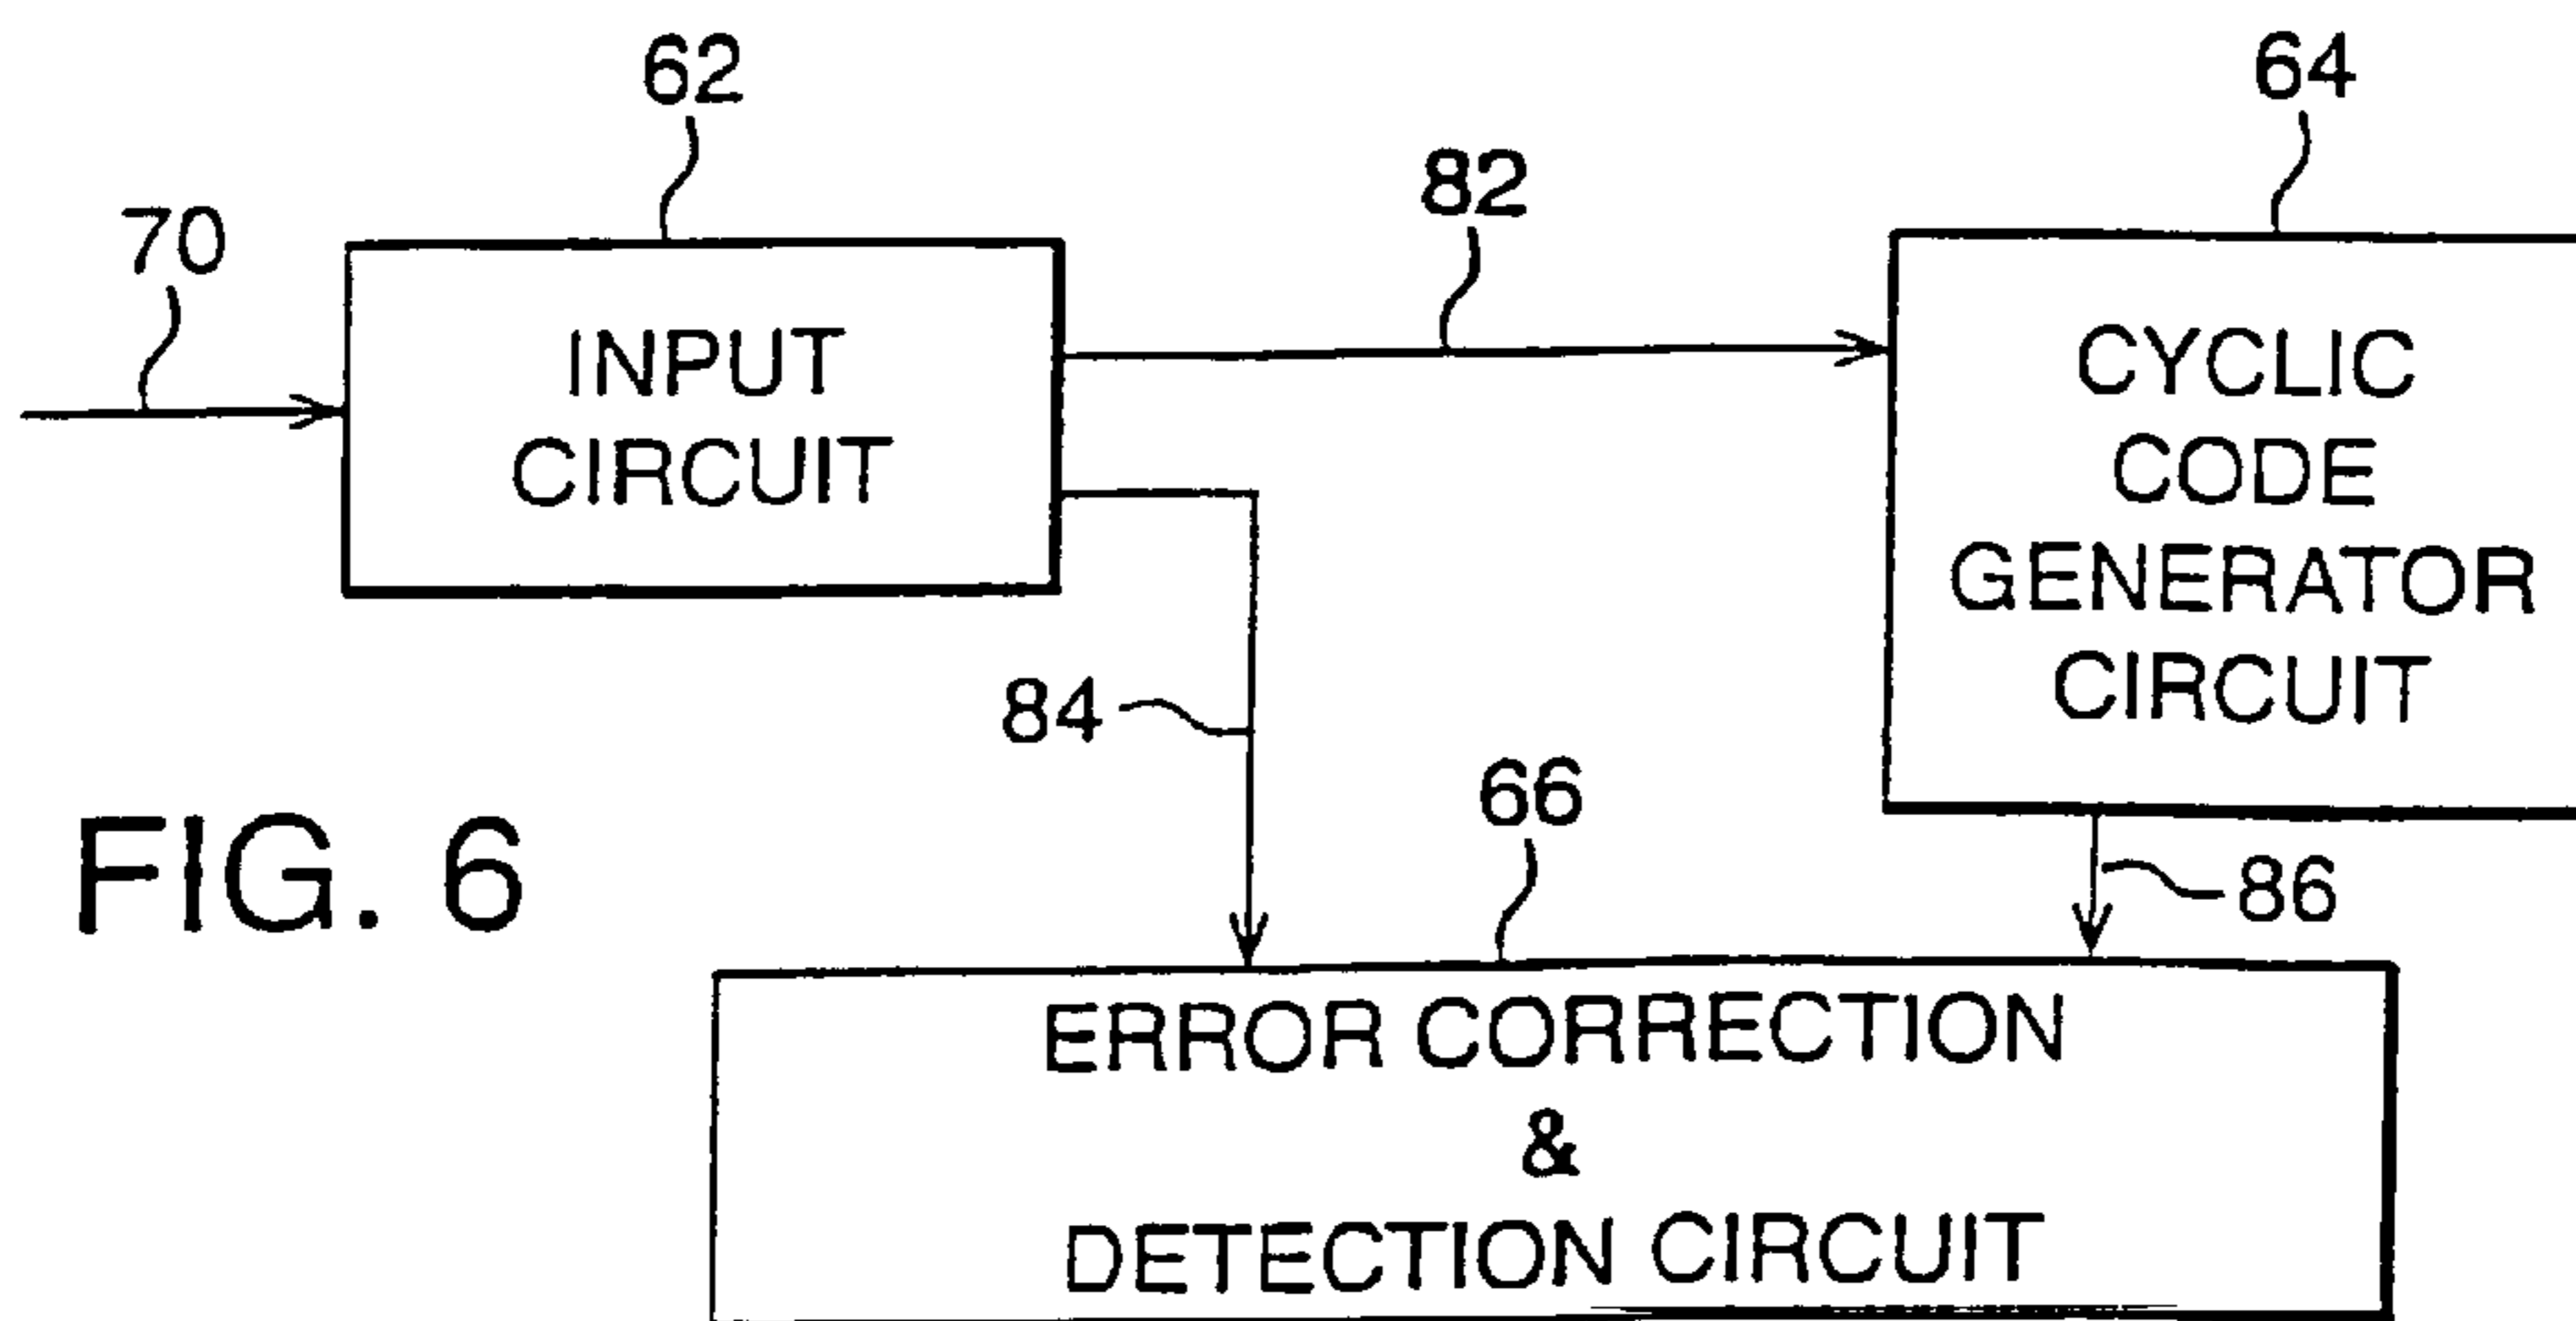 62
64
82
70
INPUT
CIRCUIT
CYCLIC
CODE
GENERATOR
CIRCUIT
84
66
86
FIG. 6
ERROR CORRECTION
&
DETECTION CIRCUIT